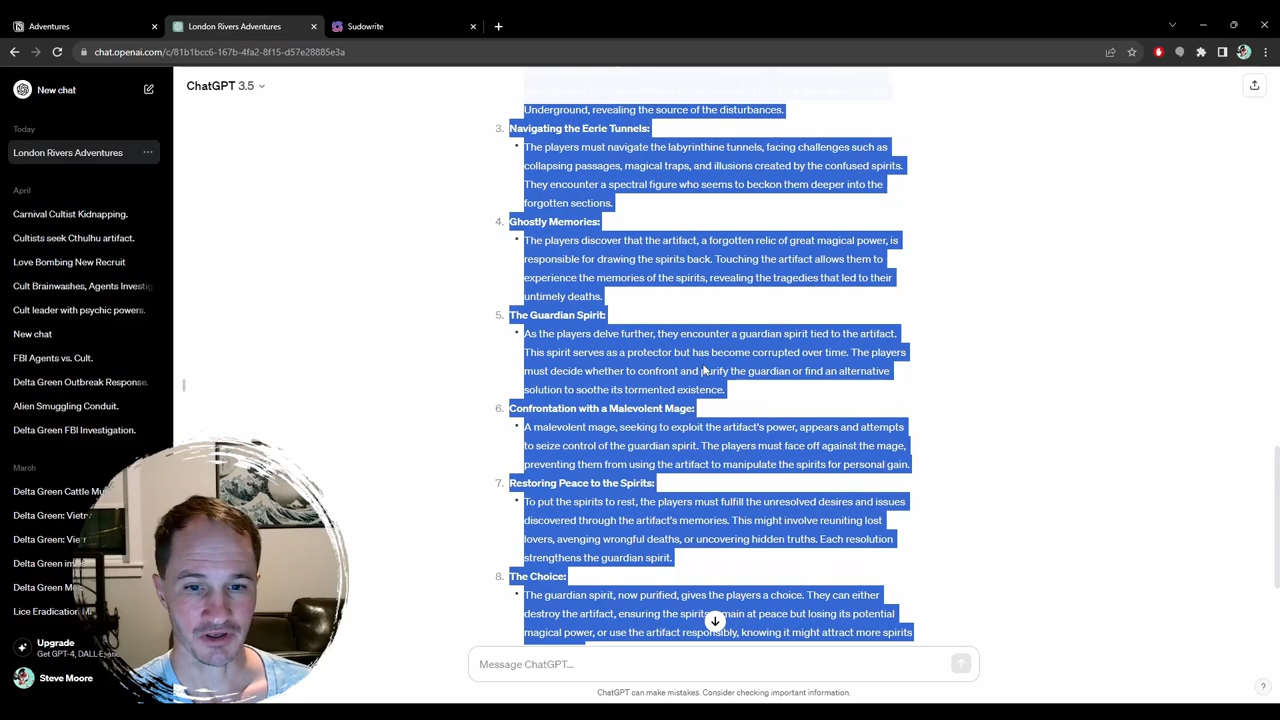 Adventures
London Rivers Adventures
Sudowrite
chat.openai.com/c/81b1bcc6-167b-4fa2-8f15-d57e28885e3a
New chat
ChatGPT 3.5
Today
London Rivers Adventures
April
Carnival Cultist Kidnapping.
Cultists seek Cthulhu artifact.
Love Bombing New Recruit
Cult Brainwashes, Agents Investig
Cult leader with psychic powers.
New chat
FBI Agents vs. Cult.
Delta Green Outbreak Response.
Alien Smuggling Conduit.
Delta Green FBI Investigation.
March
Delta Green Cattle Mu
Delta Green: Vietn
Delta Green: Vier
Delta Green inv
Delta Green M
Lice Eradication
Upgrade
Get GPT-4, DALL·E, and
Steve Moore
Underground, revealing the source of the disturbances.
3. Navigating the Eerie Tunnels:
• The players must navigate the labyrinthine tunnels, facing challenges such as
collapsing passages, magical traps, and illusions created by the confused spirits.
They encounter a spectral figure who seems to beckon them deeper into the
forgotten sections.
4. Ghostly Memories:
• The players discover that the artifact, a forgotten relic of great magical power, is
responsible for drawing the spirits back. Touching the artifact allows them to
experience the memories of the spirits, revealing the tragedies that led to their
untimely deaths.
5. The Guardian Spirit:
• As the players delve further, they encounter a guardian spirit tied to the artifact.
This spirit serves as a protector but has become corrupted over time. The players
must decide whether to confront and purify the guardian or find an alternative
solution to soothe its tormented existence.
6. Confrontation with a Malevolent Mage:
• A malevolent mage, seeking to exploit the artifact's power, appears and attempts
to seize control of the guardian spirit. The players must face off against the mage,
preventing them from using the artifact to manipulate the spirits for personal gain.
7. Restoring Peace to the Spirits:
• To put the spirits to rest, the players must fulfill the unresolved desires and issues
discovered through the artifact's memories. This might involve reuniting lost
lovers, avenging wrongful deaths, or uncovering hidden truths. Each resolution
strengthens the guardian spirit.
8. The Choice:
• The guardian spirit, now purified, gives the players a choice. They can either
destroy the artifact, ensuring the spirits main at peace but losing its potential
magical power, or use the artifact responsibly, knowing it might attract more spirits
Message ChatGPT...
ChatGPT can make mistakes. Consider checking important information.
?